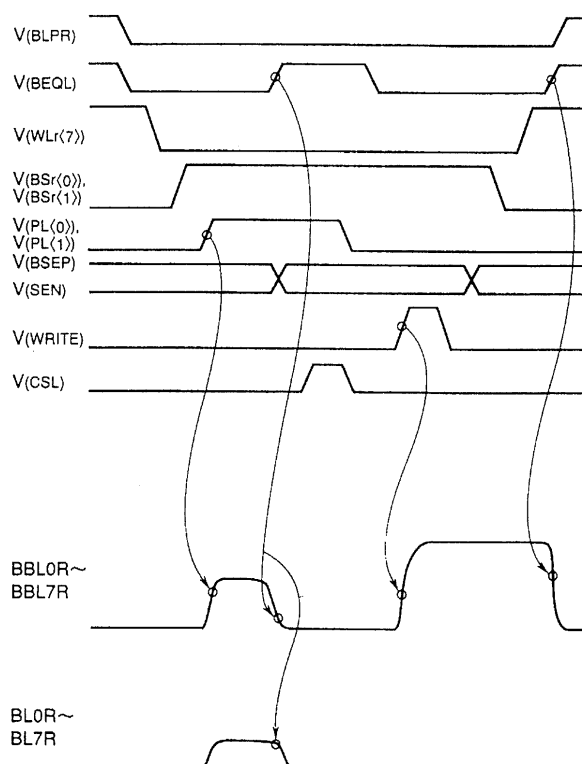 V(BLPR)
V(BEQL)
V(WLr⟨7⟩)
V(BSr⟨0⟩),
V(BSr⟨1⟩)
V(PL⟨0⟩),
V(PL⟨1⟩)
V(BSEP)
V(SEN)
V(WRITE)
V(CSL)
BBL0R～
BBL7R
BL0R～
BL7R